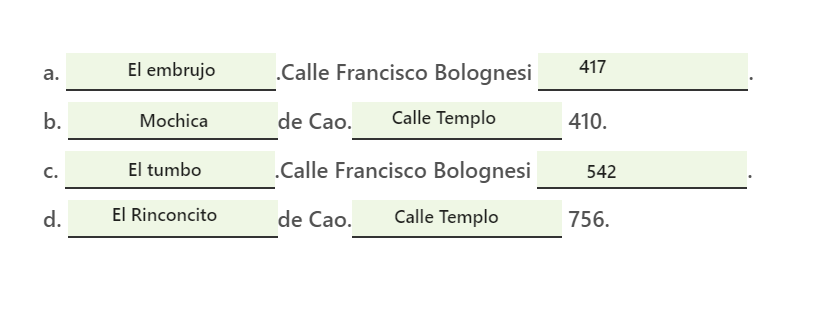 a. El embrujo .Calle Francisco Bolognesi 417 .
b. Mochica de Cao. Calle Templo 410.
c. El tumbo .Calle Francisco Bolognesi 542 .
d. El Rinconcito de Cao. Calle Templo 756.